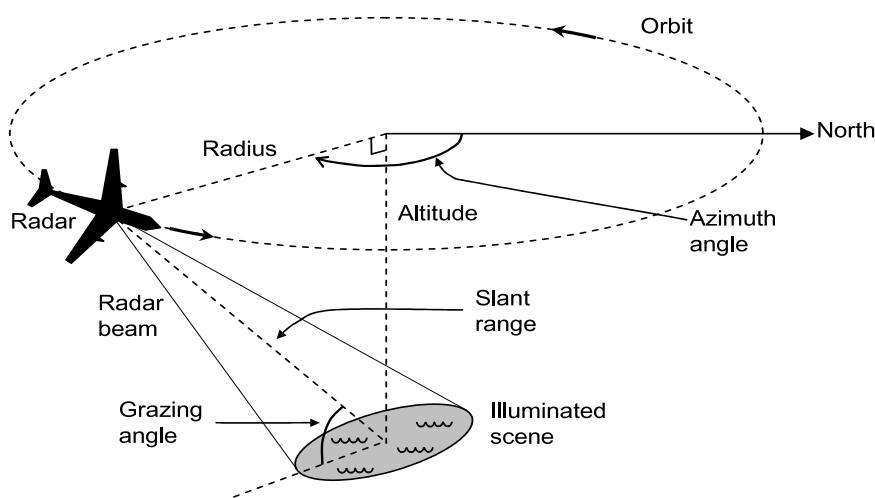 Orbit
North
Radius
Radar
Altitude
Azimuth
angle
Radar
beam
Slant
range
Grazing
angle
Illuminated
scene